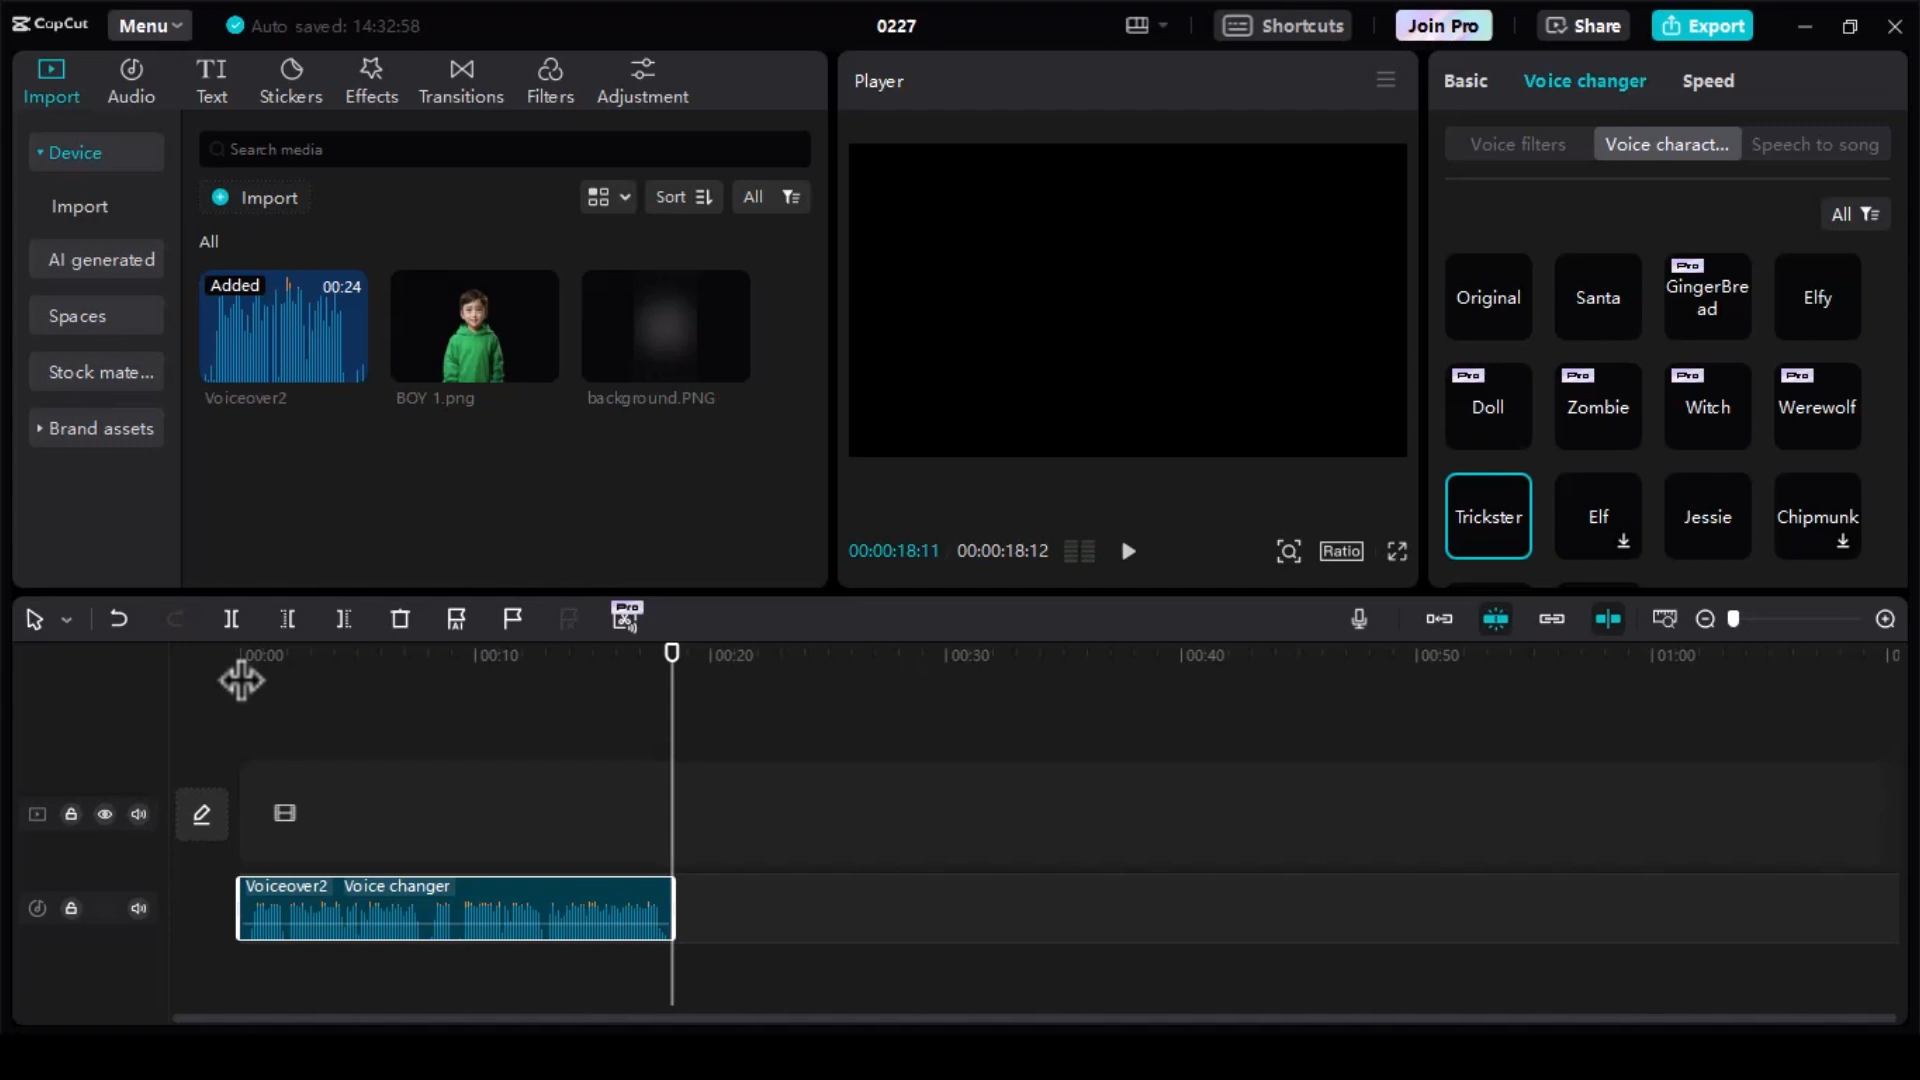 CapCut
Menu
Auto saved: 14:32:58
0227
Shortcuts
Join Pro
Share
Export
Import
Audio
TI
Text
Stickers
Effects
Transitions
Filters
Adjustment
Player
Basic
Voice changer
Speed
Device
Import
AI generated
Spaces
Stock mate...
Brand assets
Search media
Import
Sort
All
All
Added
00:24
Voiceover2
BOY 1.png
background.PNG
00:00:18:11
00:00:18:12
Ratio
Voice filters
Voice charact...
Speech to song
All
Original
Santa
Pro
GingerBre
ad
Elfy
Pro
Doll
Pro
Zombie
Pro
Witch
Pro
Werewolf
Trickster
Elf
Jessie
Chipmunk
AI
Pro
00:00
00:10
00:20
00:30
00:40
00:50
01:00
0
Voiceover2
Voice changer